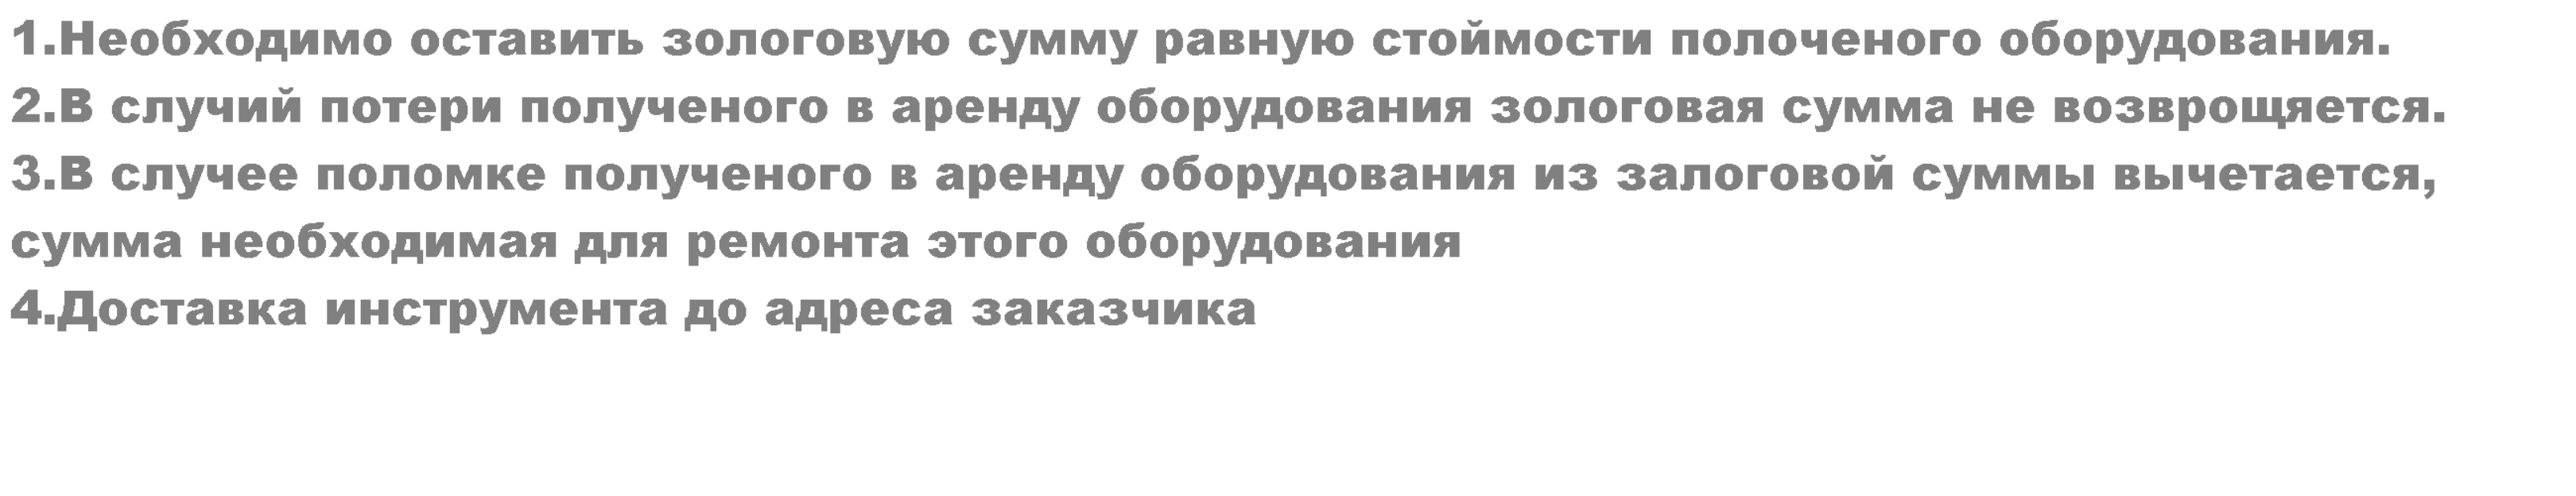 1.Необходимо оставить зологовую сумму равную стоймости полоченого оборудования.
2.В случий потери полученого в аренду оборудования зологовая сумма не возврощяется.
3.В случее поломке полученого в аренду оборудования из залоговой суммы вычетается,
сумма необходимая для ремонта этого оборудования
4.Доставка инструмента до адреса заказчика